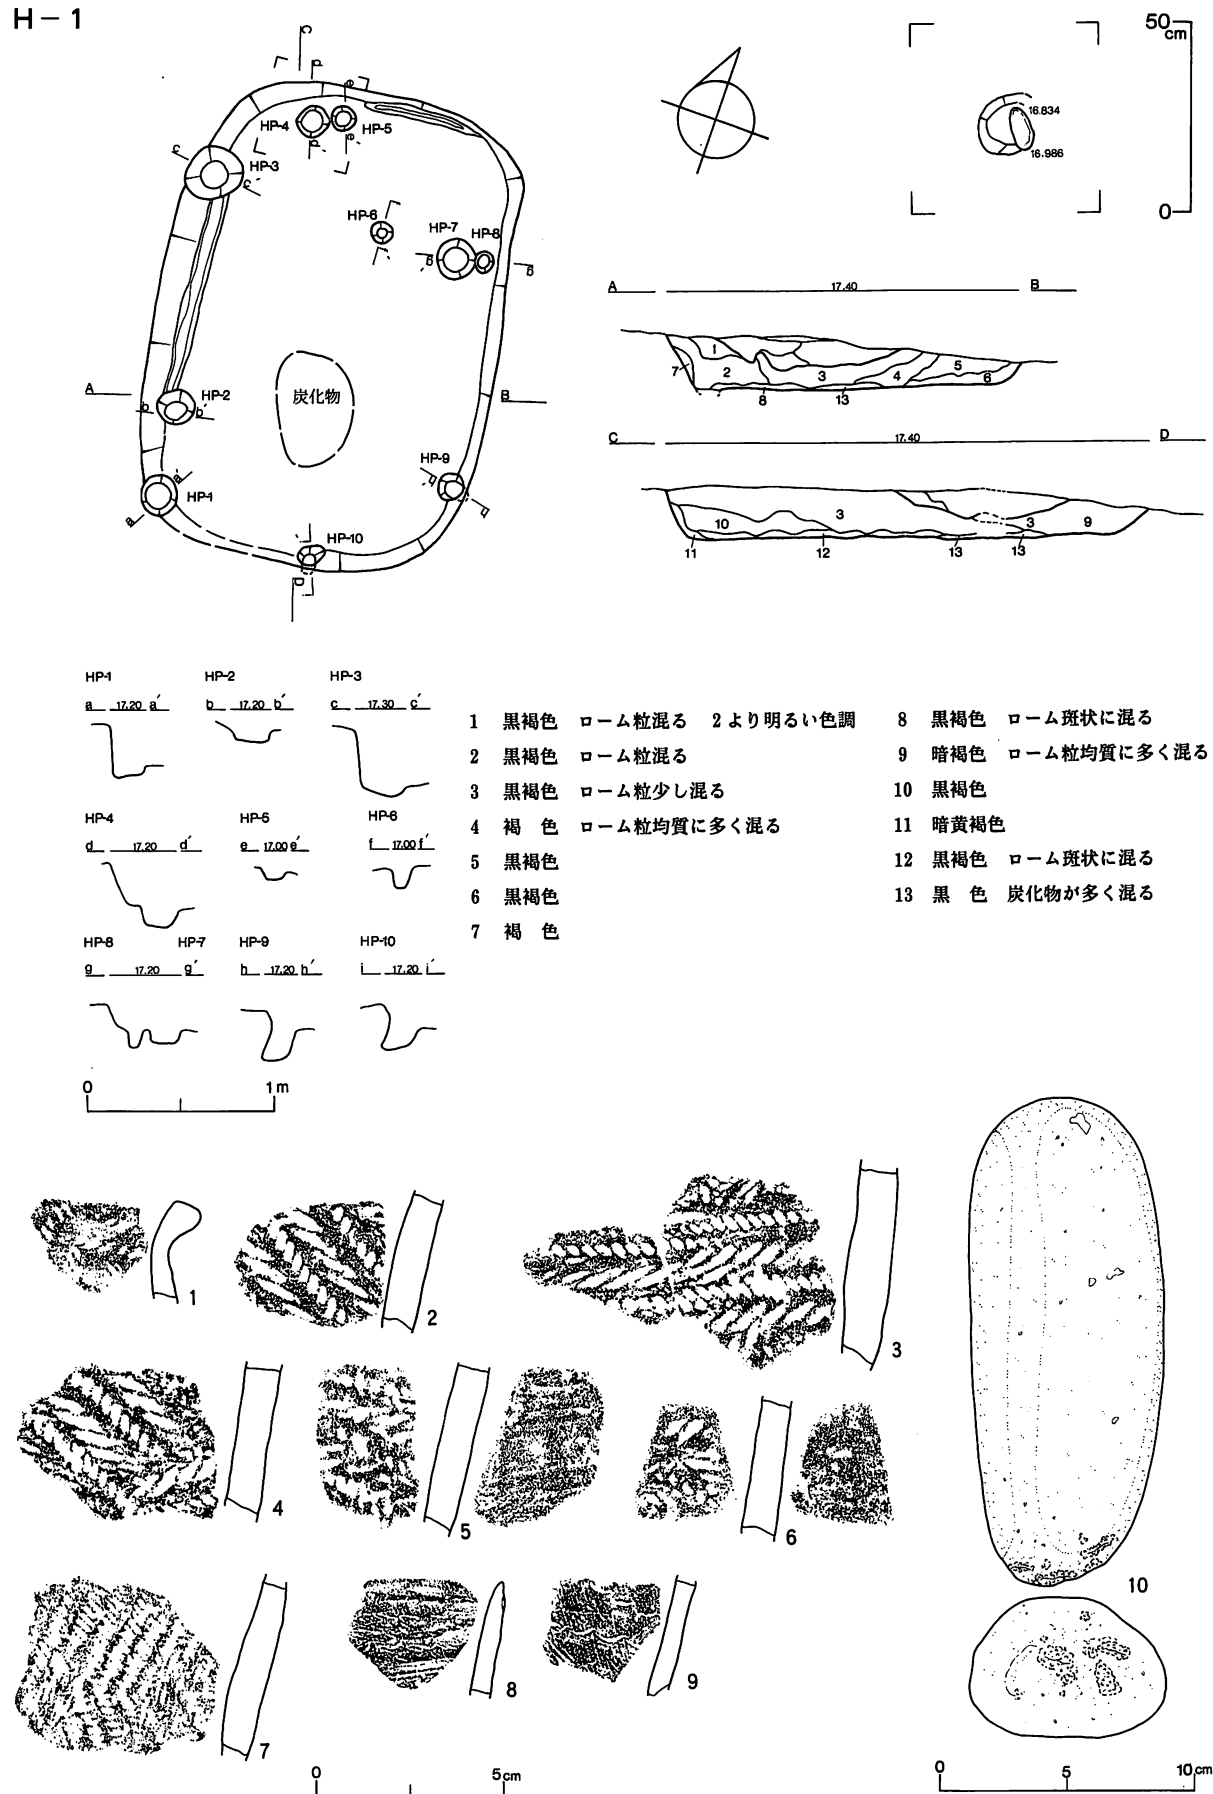 H-1
C
d
e
HP-4
HP-5
d′
e′
c
HP-3
c′
HP-6
HP-7
HP-8
g′
g
A
HP-2
b
b′
炭化物
B
HP-9
a′
HP-1
a
h′
h
HP-10
D
50
cm
16.834
16.986
0
A
17.40
B
1
2
3
4
5
6
7
8
13
C
17.40
D
10
3
3
9
11
12
13
13
HP-1
HP-2
HP-3
a 17.20 a′
b 17.20 b′
c 17.30 c′
HP-4
HP-5
HP-6
d 17.20 d′
e 17.00 e′
f 17.00 f′
HP-8
HP-7
HP-9
HP-10
g 17.20 g′
h 17.20 h′
i 17.20 i′
0 1m
1 黒褐色 ローム粒混る 2より明るい色調
2 黒褐色 ローム粒混る
3 黒褐色 ローム粒少し混る
4 褐 色 ローム粒均質に多く混る
5 黒褐色
6 黒褐色
7 褐 色
8 黒褐色 ローム斑状に混る
9 暗褐色 ローム粒均質に多く混る
10 黒褐色
11 暗黄褐色
12 黒褐色 ローム斑状に混る
13 黒 色 炭化物が多く混る
1
2
3
4
5
6
7
8
9
10
0 5cm
0 5 10cm